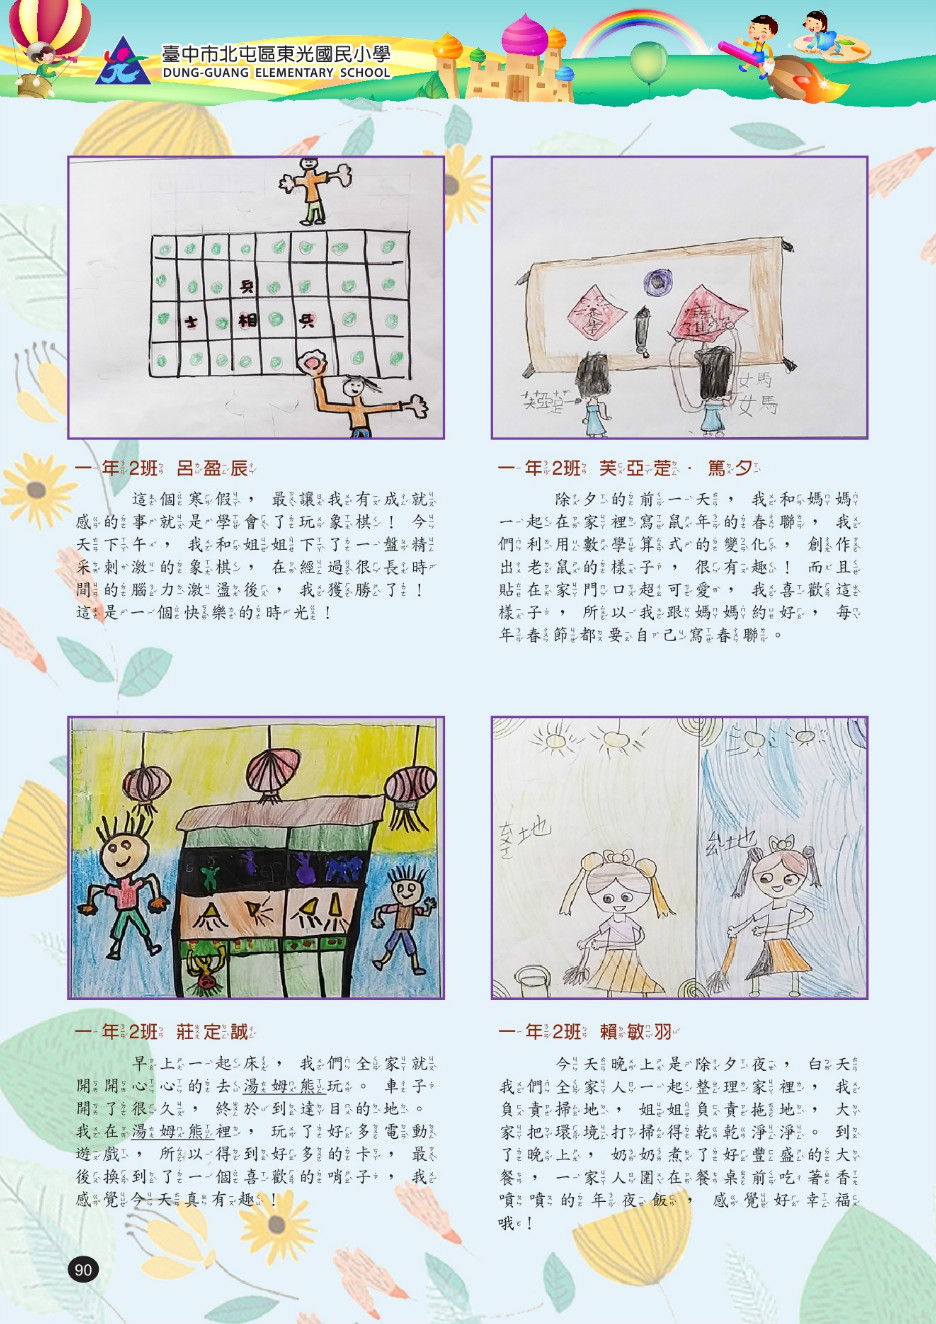 臺中市北屯區東光國民小學
DUNG-GUANG ELEMENTARY SCHOOL
兵
士 相 兵
芙亞萣
女馬
女馬
一年2班 呂盈辰
這個寒假，最讓我有成就
感的事就是學會了玩象棋！今
天下午，我和姐姐下了一盤精
采刺激的象棋，在經過很長時
間的腦力激盪後，我獲勝了！
這是一個快樂的時光！
一年2班 芙亞萣·篤夕
除夕的前一天，我和媽媽
一起在家裡寫鼠年的春聯，我
們利用數學算式的變化，創作
出老鼠的樣子，很有趣！而且
貼在家門口超可愛，我喜歡這
樣子，所以我跟媽媽約好，每
年春節都要自己寫春聯。
一年2班 莊定誠
早上一起床，我們全家就
開開心心的去湯姆熊玩。車子
開了很久，終於到達目的地。
我在湯姆熊裡，玩了好多電動
遊戲，所以得到好多的卡，最
後換到了一個喜歡的哨子，我
感覺今天真有趣！
一年2班 賴敏羽
今天晚上是除夕夜，白天
我們全家人一起整理家裡，我
負責掃地，姐姐負責拖地，大
家把環境打掃得乾乾淨淨。到
了晚上，奶奶煮了好豐盛的大
餐，一家人圍在餐桌前吃著香
噴噴的年夜飯，感覺好幸福
哦！
90